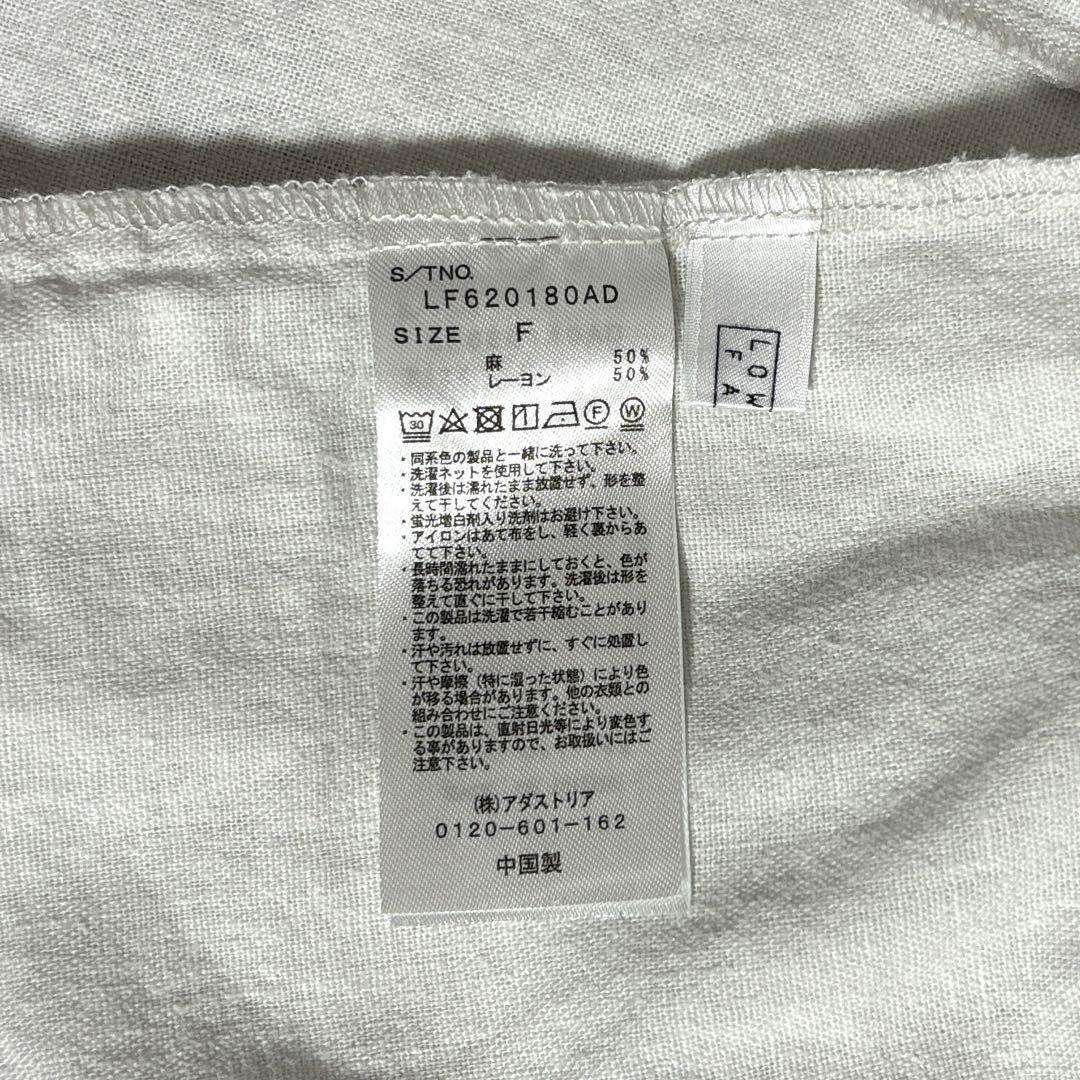 S/TNO.
LF620180AD
SIZE F
麻 50%
レーヨン 50%
30 F W
・同系色の製品と一緒に洗って下さい。
・洗濯ネットを使用して下さい。
・洗濯後は濡れたまま放置せず、形を整
えて干してください。
・蛍光増白剤入り洗剤はお避け下さい。
・アイロンはあて布をし、軽く裏からあ
てて下さい。
・長時間濡れたままにしておくと、色が
落ちる恐れがあります。洗濯後は形を
整えて直ぐに干して下さい。
・この製品は洗濯で若干縮むことがあり
ます。
・汗や汚れは放置せずに、すぐに処置し
て下さい。
・汗や摩擦（特に湿った状態）により色
が移る場合があります。他の衣類との
組み合わせにご注意ください。
・この製品は、直射日光等により変色す
る事がありますので、お取扱いにはご
注意下さい。
(株)アダストリア
0120-601-162
中国製
LOW
FA